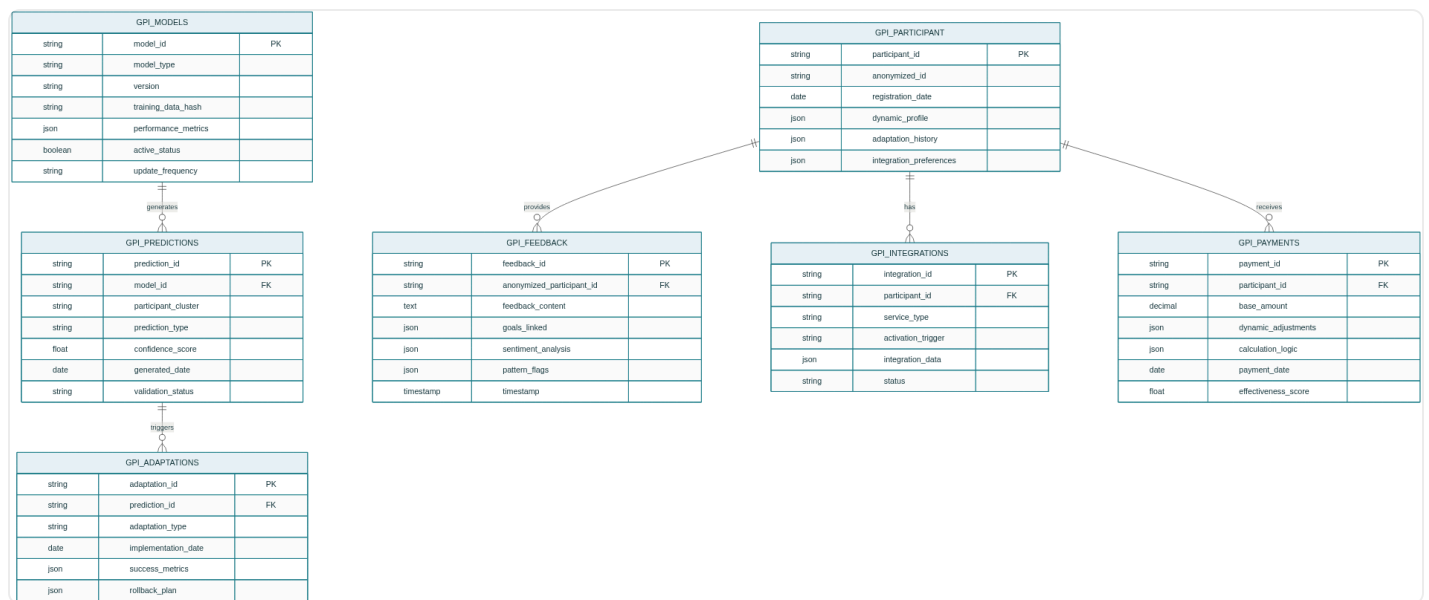 GPI_MODELS
string model_id PK
string model_type
string version
string training_data_hash
json performance_metrics
boolean active_status
string update_frequency
generates
GPI_PREDICTIONS
string prediction_id PK
string model_id FK
string participant_cluster
string prediction_type
float confidence_score
date generated_date
string validation_status
triggers
GPI_ADAPTATIONS
string adaptation_id PK
string prediction_id FK
string adaptation_type
date implementation_date
json success_metrics
json rollback_plan
GPI_PARTICIPANT
string participant_id PK
string anonymized_id
date registration_date
json dynamic_profile
json adaptation_history
json integration_preferences
provides
has
receives
GPI_FEEDBACK
string feedback_id PK
string anonymized_participant_id FK
text feedback_content
json goals_linked
json sentiment_analysis
json pattern_flags
timestamp timestamp
GPI_INTEGRATIONS
string integration_id PK
string participant_id FK
string service_type
string activation_trigger
json integration_data
string status
GPI_PAYMENTS
string payment_id PK
string participant_id FK
decimal base_amount
json dynamic_adjustments
json calculation_logic
date payment_date
float effectiveness_score